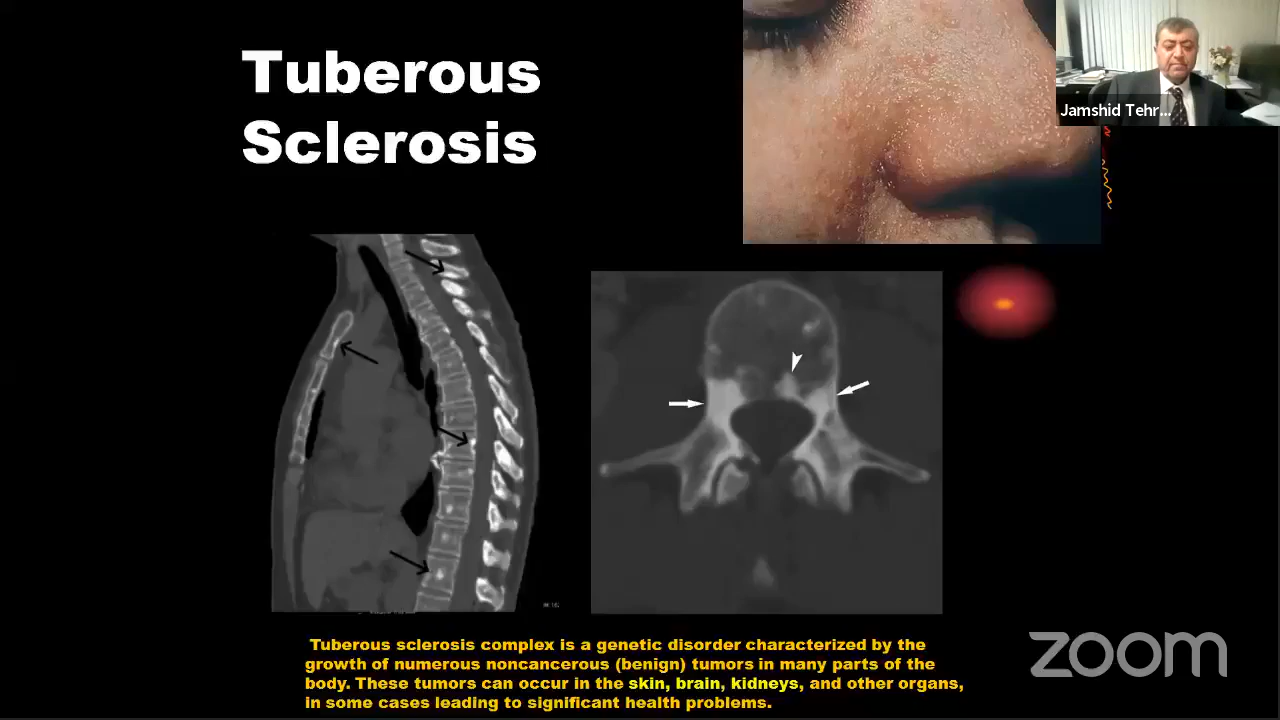 Tuberous
Sclerosis
Jamshid Tehr...
Tuberous sclerosis complex is a genetic disorder characterized by the
growth of numerous noncancerous (benign) tumors in many parts of the
body. These tumors can occur in the skin, brain, kidneys, and other organs,
in some cases leading to significant health problems.
zoom